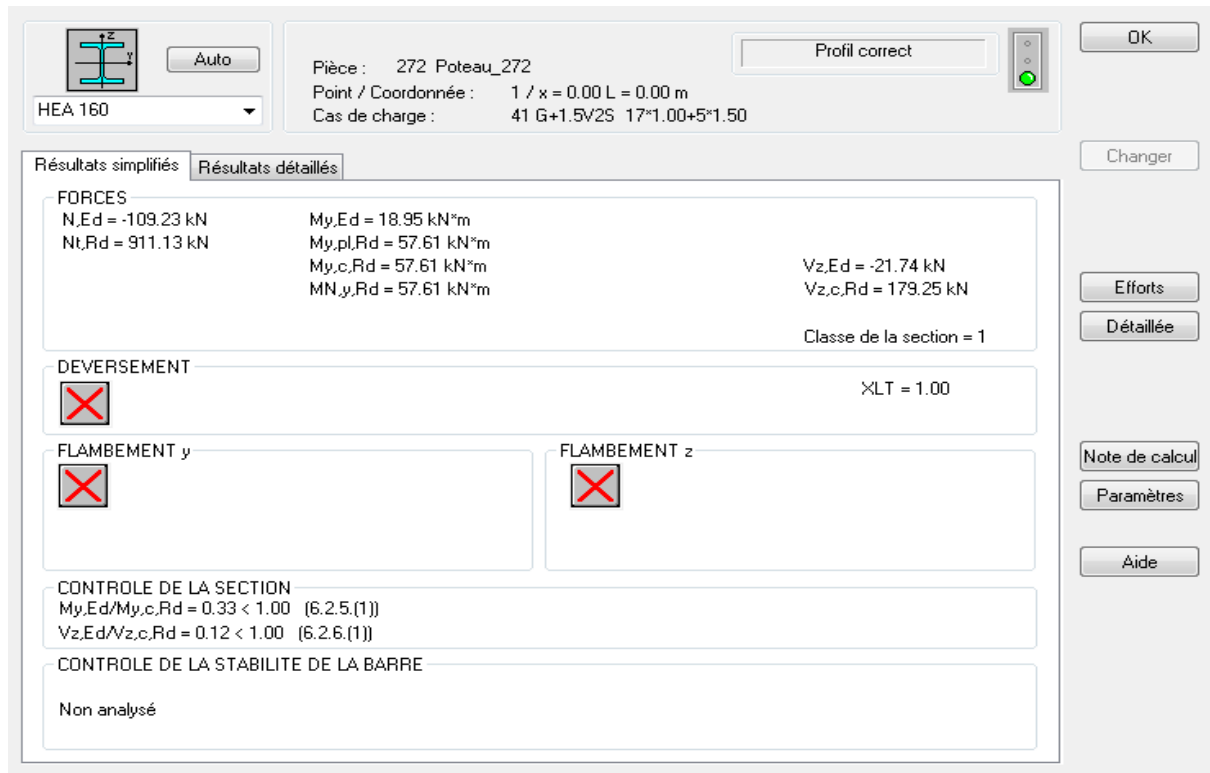 z
y
Auto
HEA 160
Pièce : 272 Poteau_272
Point / Coordonnée : 1 / x = 0.00 L = 0.00 m
Cas de charge : 41 G+1.5V2S 17*1.00+5*1.50
Profil correct
OK
Changer
Efforts
Détaillée
Note de calcul
Paramètres
Aide
Résultats simplifiés
Résultats détaillés
FORCES
N,Ed = -109.23 kN My,Ed = 18.95 kN*m
Nt,Rd = 911.13 kN My,pl,Rd = 57.61 kN*m
My,c,Rd = 57.61 kN*m Vz,Ed = -21.74 kN
MN,y,Rd = 57.61 kN*m Vz,c,Rd = 179.25 kN
Classe de la section = 1
DEVERSEMENT
XLT = 1.00
FLAMBEMENT y
FLAMBEMENT z
CONTROLE DE LA SECTION
My,Ed/My,c,Rd = 0.33 < 1.00 (6.2.5.(1))
Vz,Ed/Vz,c,Rd = 0.12 < 1.00 (6.2.6.(1))
CONTROLE DE LA STABILITE DE LA BARRE
Non analysé